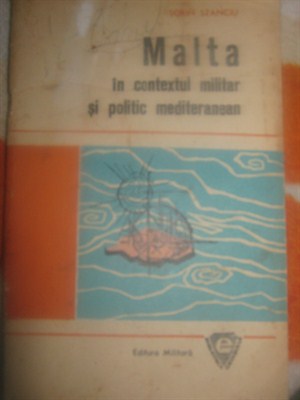 Malta
în contextul militar
și politic mediteranean
Editura Militară